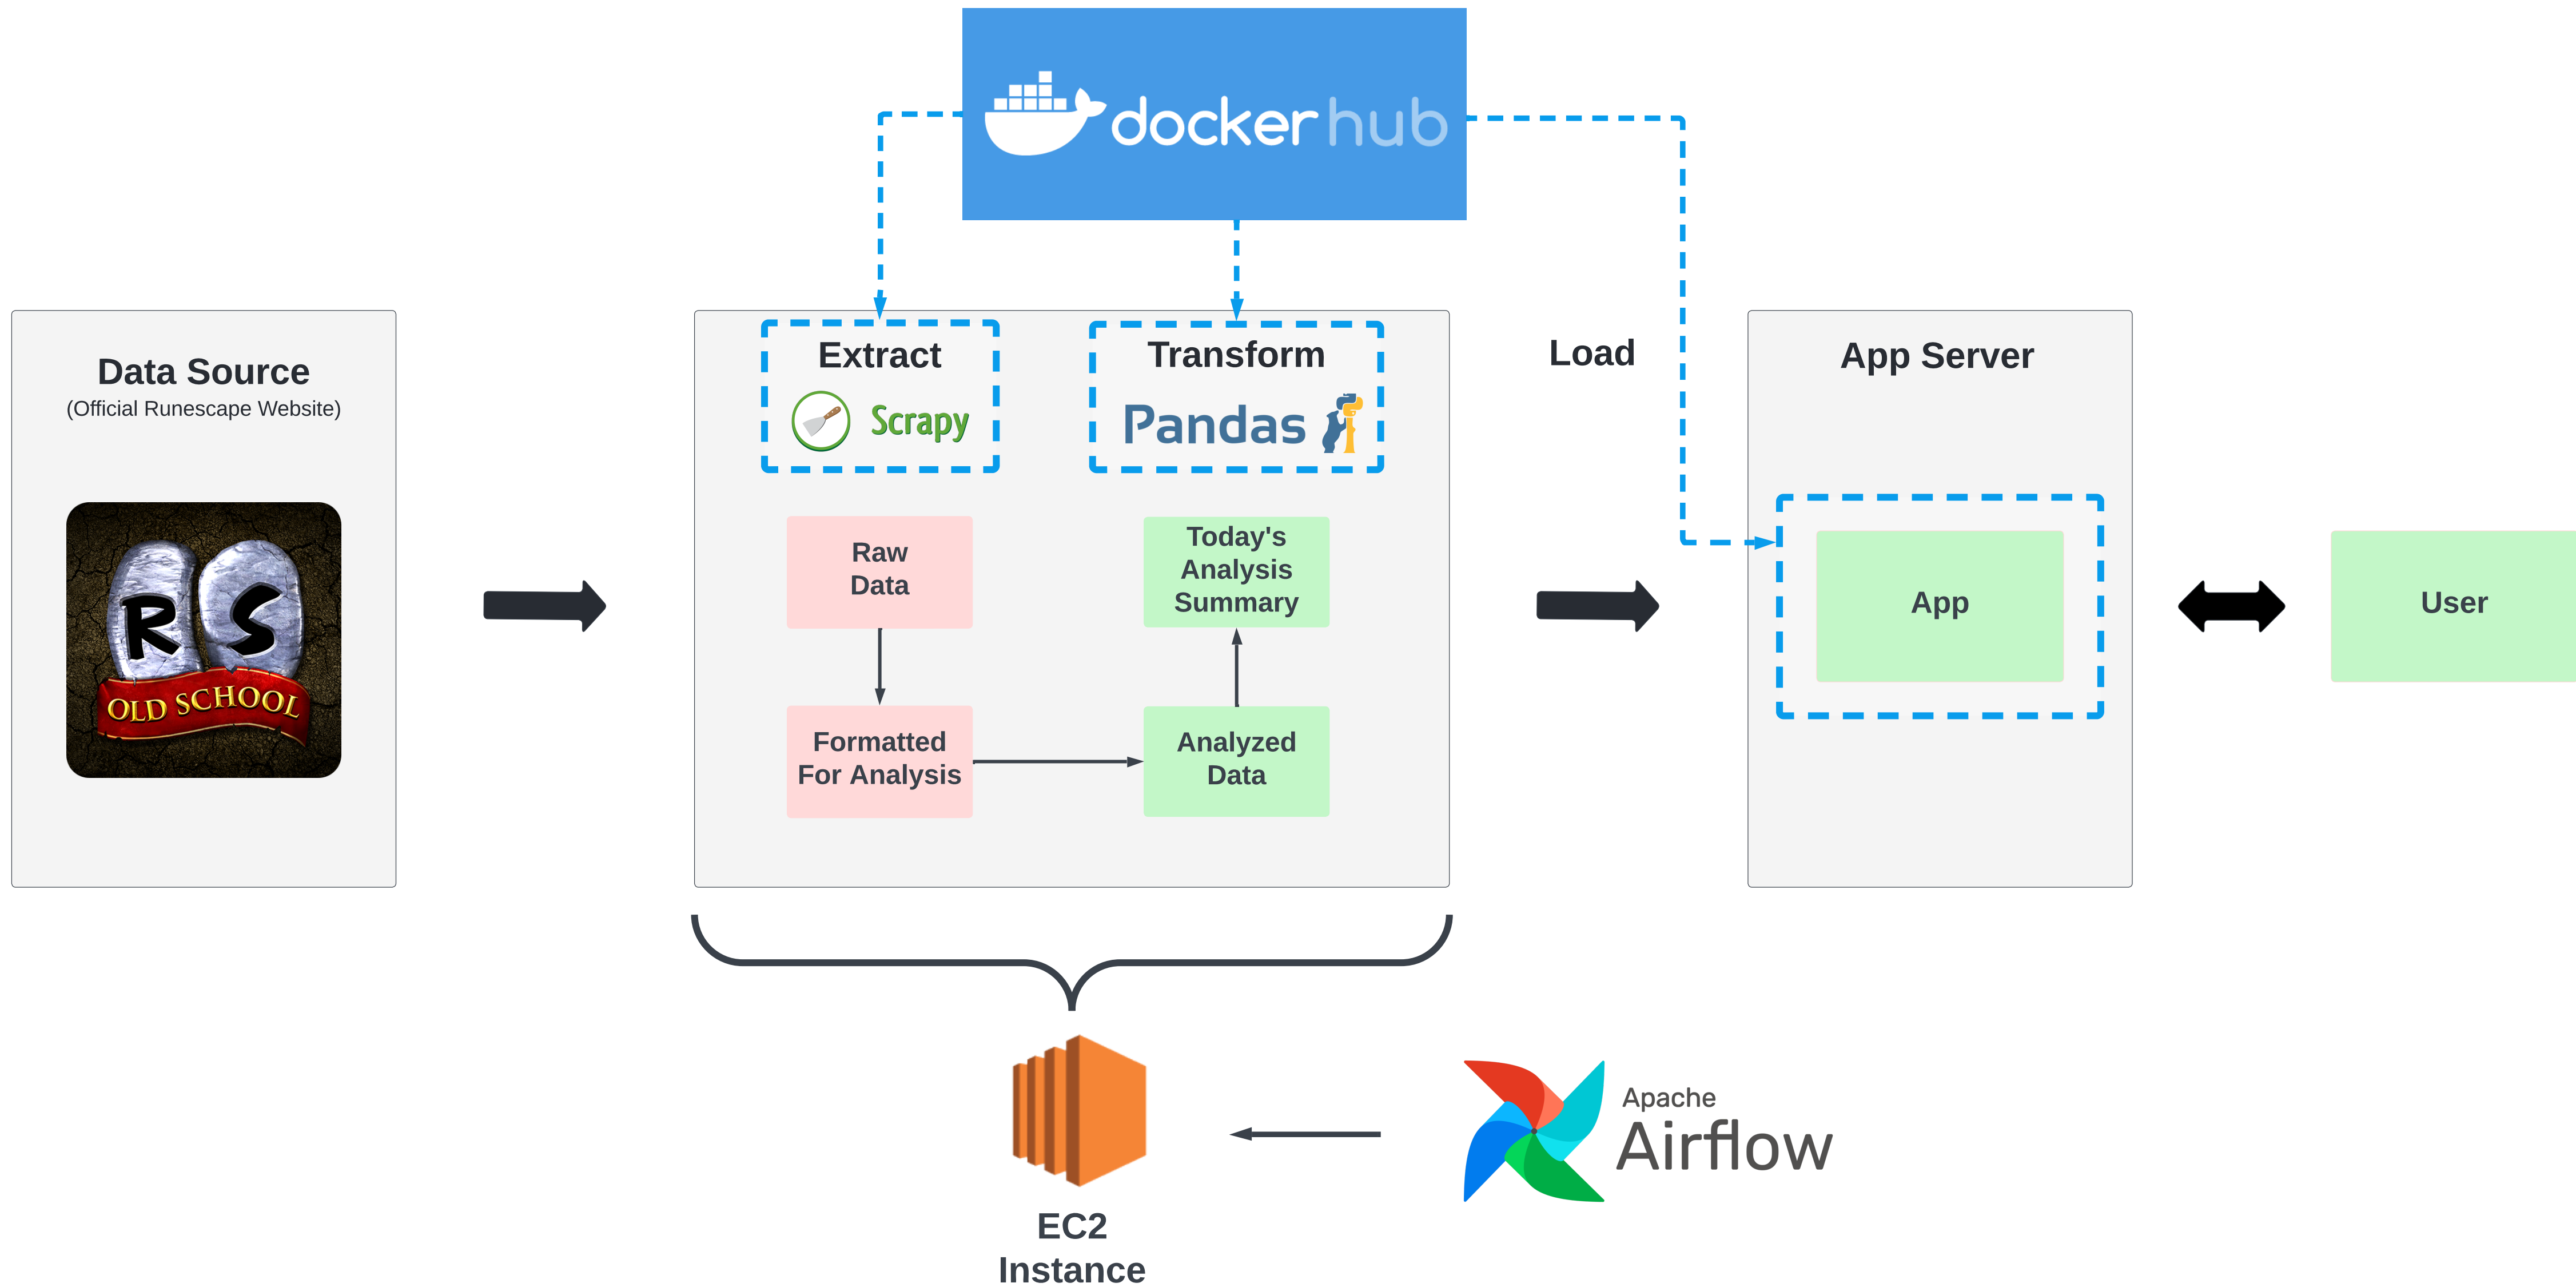 docker hub
Data Source
(Official Runescape Website)
RS
OLD SCHOOL
Extract
Scrapy
Transform
Pandas
Raw
Data
Formatted
For Analysis
Today's
Analysis
Summary
Analyzed
Data
Load
App Server
App
User
EC2
Instance
Apache
Airflow